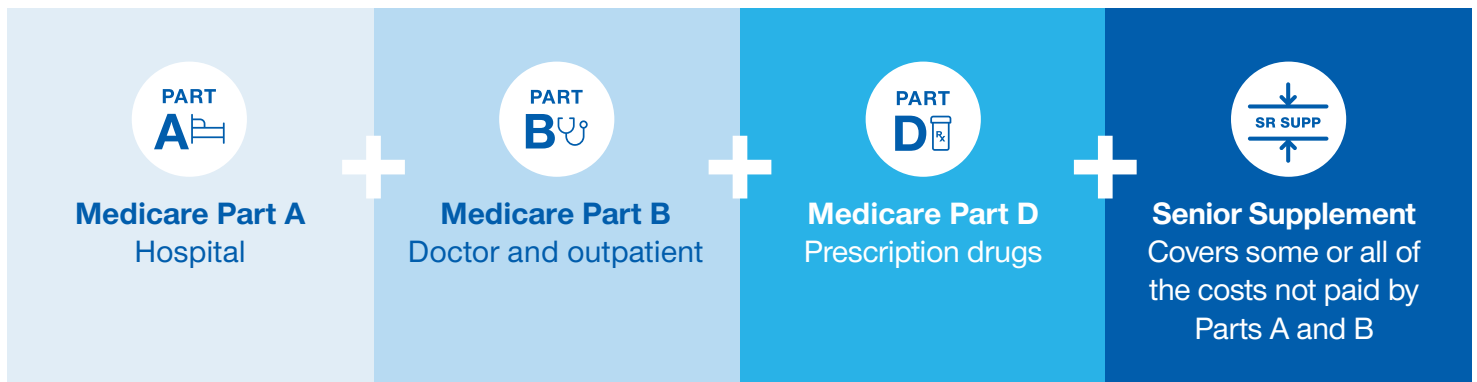 PART
A
Medicare Part A
Hospital
PART
B
Medicare Part B
Doctor and outpatient
PART
D
Rx
Medicare Part D
Prescription drugs
SR SUPP
Senior Supplement
Covers some or all of
the costs not paid by
Parts A and B